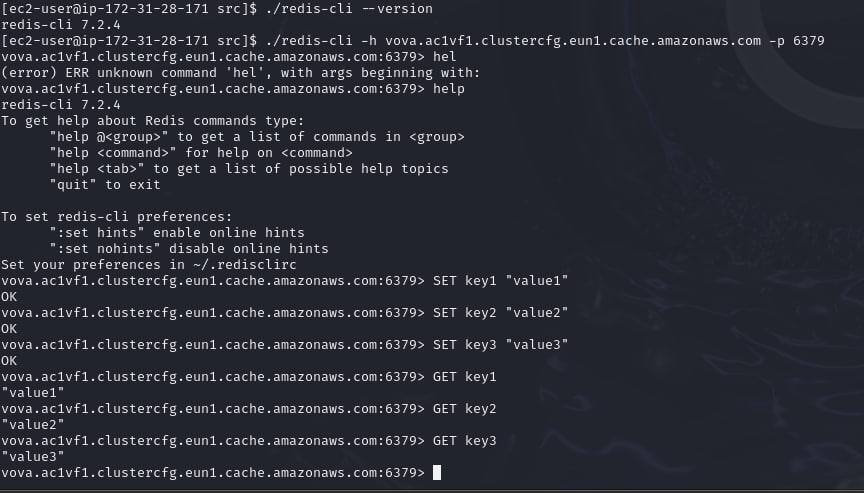 [ec2-user@ip-172-31-28-171 src]$ ./redis-cli --version
redis-cli 7.2.4
[ec2-user@ip-172-31-28-171 src]$ ./redis-cli -h vova.ac1vf1.clustercfg.eun1.cache.amazonaws.com -p 6379
vova.ac1vf1.clustercfg.eun1.cache.amazonaws.com:6379> hel
(error) ERR unknown command 'hel', with args beginning with:
vova.ac1vf1.clustercfg.eun1.cache.amazonaws.com:6379> help
redis-cli 7.2.4
To get help about Redis commands type:
      "help @<group>" to get a list of commands in <group>
      "help <command>" for help on <command>
      "help <tab>" to get a list of possible help topics
      "quit" to exit

To set redis-cli preferences:
      ":set hints" enable online hints
      ":set nohints" disable online hints
Set your preferences in ~/.redisclirc
vova.ac1vf1.clustercfg.eun1.cache.amazonaws.com:6379> SET key1 "value1"
OK
vova.ac1vf1.clustercfg.eun1.cache.amazonaws.com:6379> SET key2 "value2"
OK
vova.ac1vf1.clustercfg.eun1.cache.amazonaws.com:6379> SET key3 "value3"
OK
vova.ac1vf1.clustercfg.eun1.cache.amazonaws.com:6379> GET key1
"value1"
vova.ac1vf1.clustercfg.eun1.cache.amazonaws.com:6379> GET key2
"value2"
vova.ac1vf1.clustercfg.eun1.cache.amazonaws.com:6379> GET key3
"value3"
vova.ac1vf1.clustercfg.eun1.cache.amazonaws.com:6379>